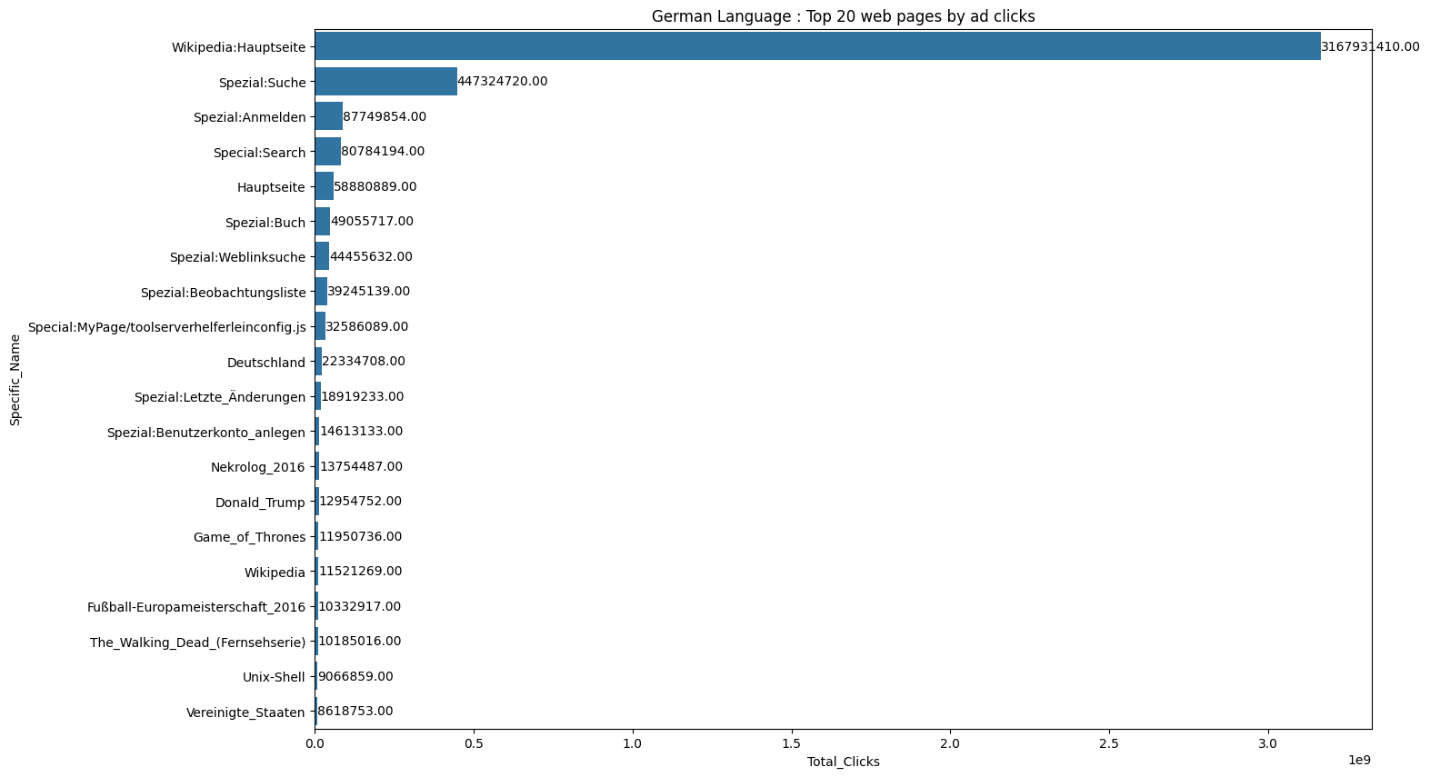 German Language : Top 20 web pages by ad clicks
Wikipedia:Hauptseite 3167931410.00
Spezial:Suche 447324720.00
Spezial:Anmelden 87749854.00
Special:Search 80784194.00
Hauptseite 58880889.00
Spezial:Buch 49055717.00
Spezial:Weblinksuche 44455632.00
Spezial:Beobachtungsliste 39245139.00
Special:MyPage/toolserverhelferleinconfig.js 32586089.00
Deutschland 22334708.00
Spezial:Letzte_Änderungen 18919233.00
Spezial:Benutzerkonto_anlegen 14613133.00
Nekrolog_2016 13754487.00
Donald_Trump 12954752.00
Game_of_Thrones 11950736.00
Wikipedia 11521269.00
Fußball-Europameisterschaft_2016 10332917.00
The_Walking_Dead_(Fernsehserie) 10185016.00
Unix-Shell 9066859.00
Vereinigte_Staaten 8618753.00
Specific_Name
0.0 0.5 1.0 1.5 2.0 2.5 3.0
1e9
Total_Clicks